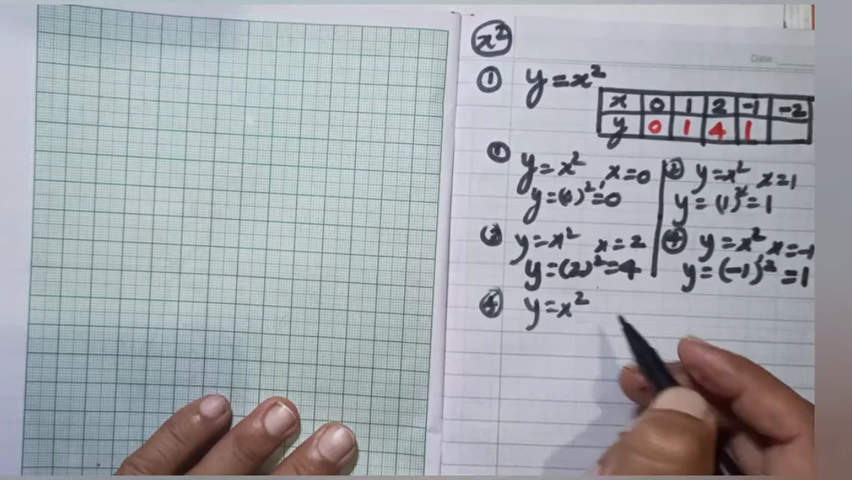 x²
① y=x²
x 0 1 2 -1 -2
y 0 1 4 1
① y=x² x=0
y=(0)²=0
② y=x² x=1
y=(1)²=1
③ y=x² x=2
y=(2)²=4
④ y=x² x=-1
y=(-1)²=1
⑤ y=x²
Date: